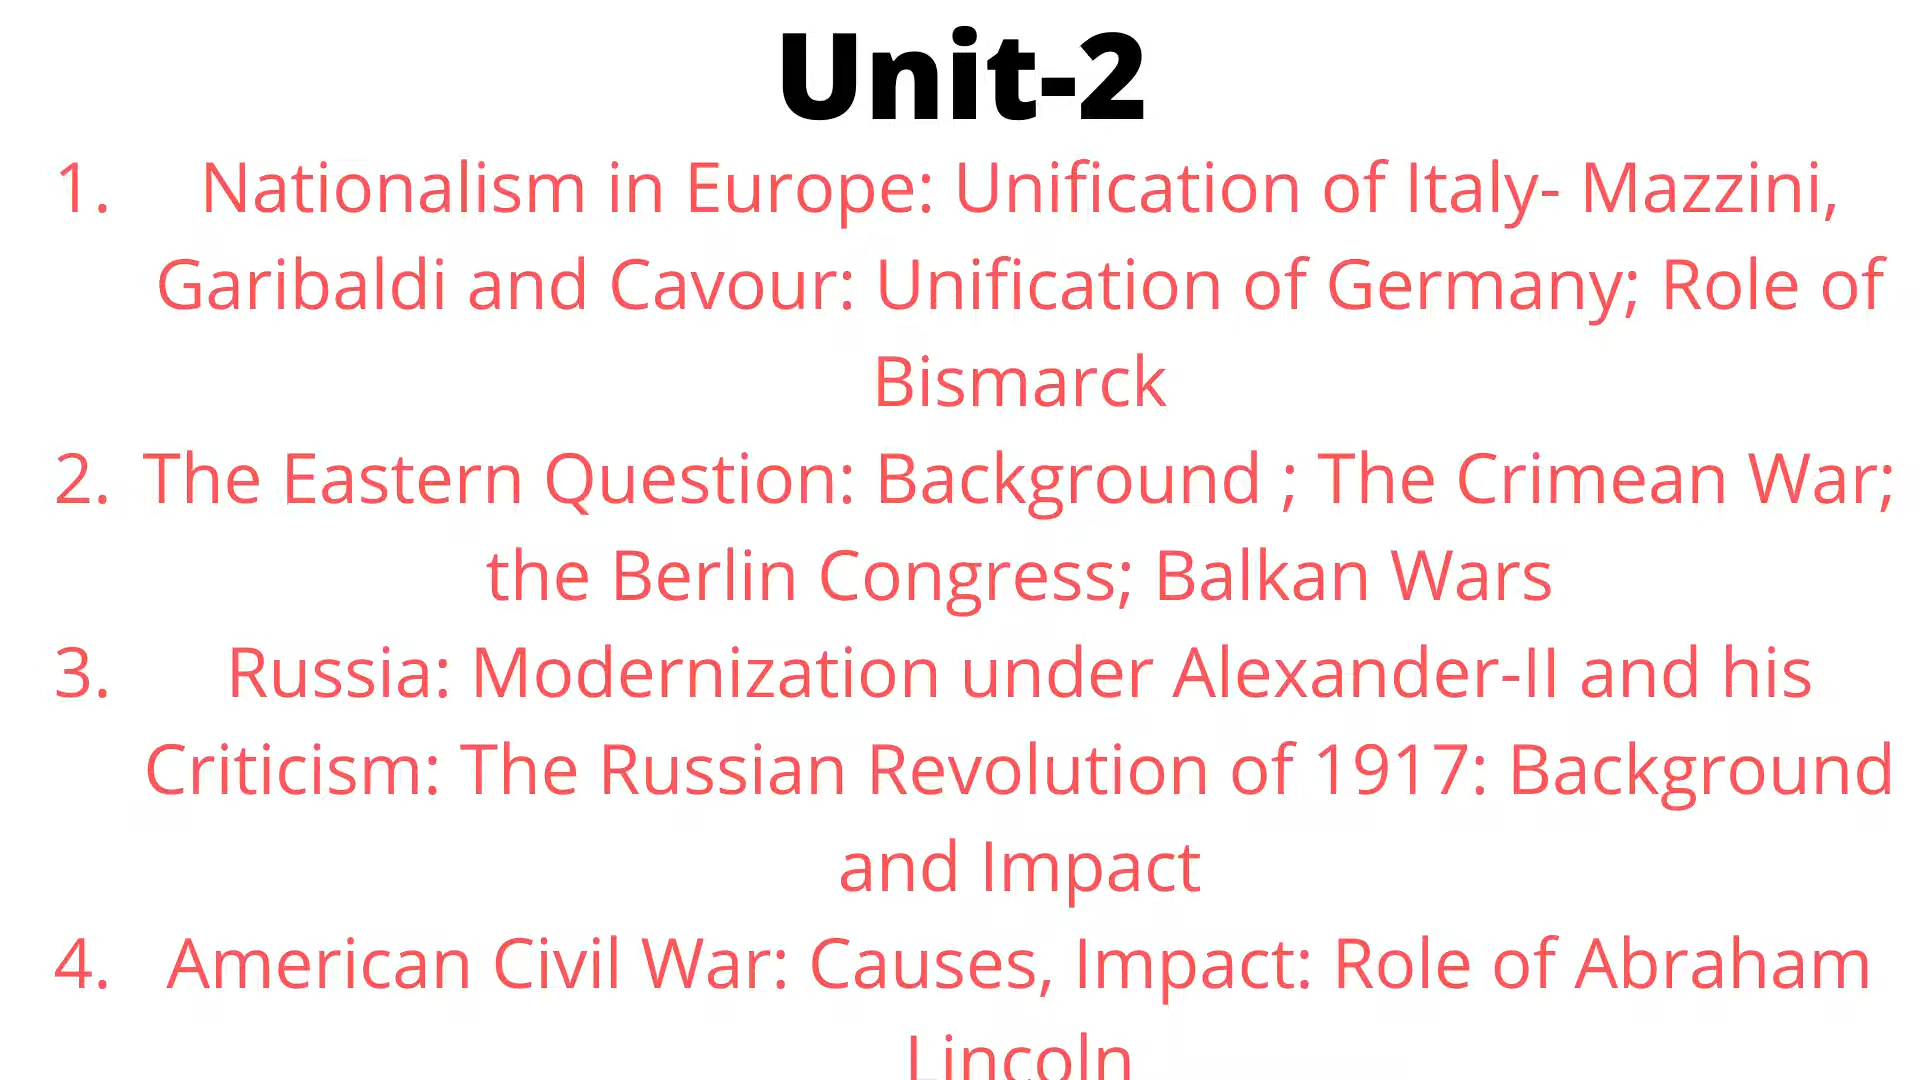 Unit-2
1. Nationalism in Europe: Unification of Italy- Mazzini,
Garibaldi and Cavour: Unification of Germany; Role of
Bismarck
2. The Eastern Question: Background ; The Crimean War;
the Berlin Congress; Balkan Wars
3. Russia: Modernization under Alexander-II and his
Criticism: The Russian Revolution of 1917: Background
and Impact
4. American Civil War: Causes, Impact: Role of Abraham
Lincoln